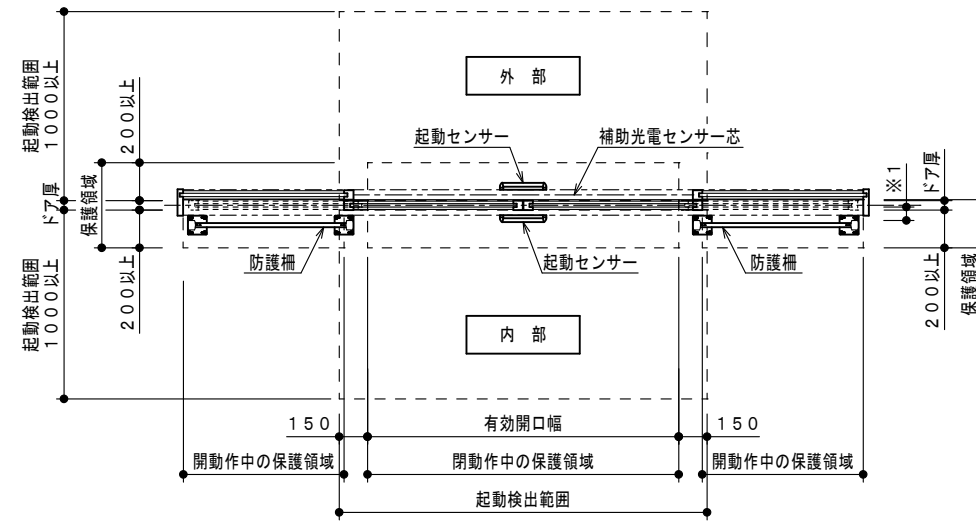 外 部
起動センサー
補助光電センサー芯
起動検出範囲
１０００以上
２００以上
保護領域
ドア厚
２００以上
起動検出範囲
１０００以上
※１
ドア厚
２００以上
保護領域
防護柵
起動センサー
防護柵
内 部
１５０
有効開口幅
１５０
開動作中の保護領域
閉動作中の保護領域
開動作中の保護領域
起動検出範囲